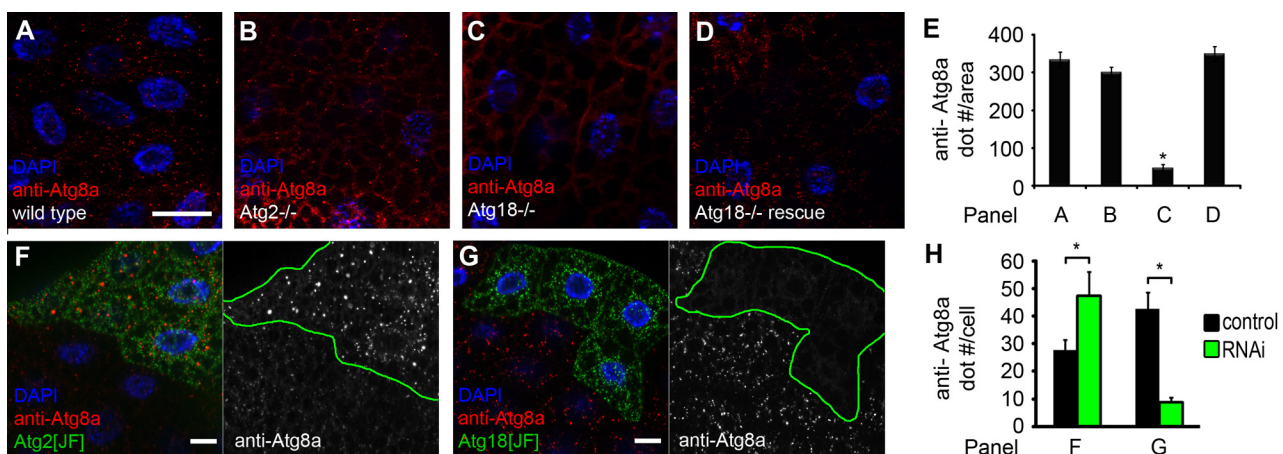 A
DAPI
anti-Atg8a
wild type
B
DAPI
anti-Atg8a
Atg2-/-
C
DAPI
anti-Atg8a
Atg18-/-
D
DAPI
anti-Atg8a
Atg18-/- rescue
E
anti- Atg8a
dot #/area
400
300
200
100
0
*
Panel A B C D
F
DAPI
anti-Atg8a
Atg2[JF]
anti-Atg8a
G
DAPI
anti-Atg8a
Atg18[JF]
anti-Atg8a
H
anti- Atg8a
dot #/cell
60
50
40
30
20
10
0
*
*
control
RNAi
Panel F G